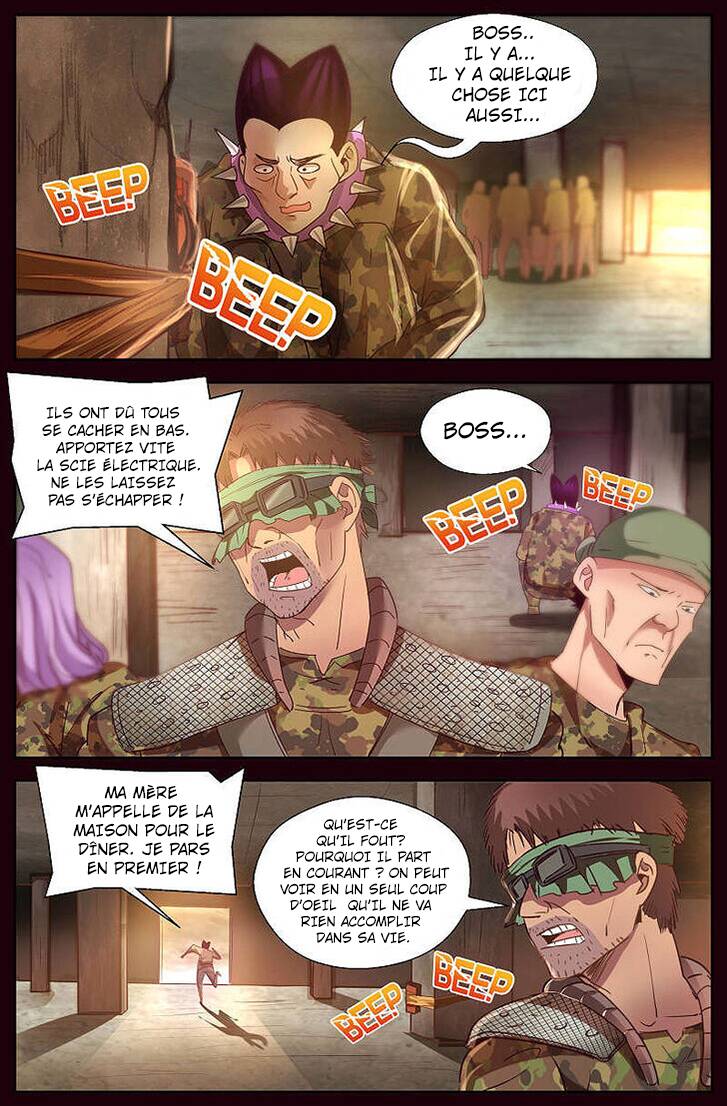 BOSS..
IL Y A...
IL Y A QUELQUE
CHOSE ICI
AUSSI...
BEEP
BEEP
ILS ONT DÛ TOUS
SE CACHER EN BAS.
APPORTEZ VITE
LA SCIE ÉLECTRIQUE.
NE LES LAISSEZ
PAS S'ÉCHAPPER !
BOSS...
BEEP
BEEP
MA MÈRE
M'APPELLE DE LA
MAISON POUR LE
DÎNER. JE PARS
EN PREMIER !
QU'EST-CE
QU'IL FOUT?
POURQUOI IL PART
EN COURANT ? ON PEUT
VOIR EN UN SEUL COUP
D'OEIL QU'IL NE VA
RIEN ACCOMPLIR
DANS SA VIE.
BEEP
BEEP